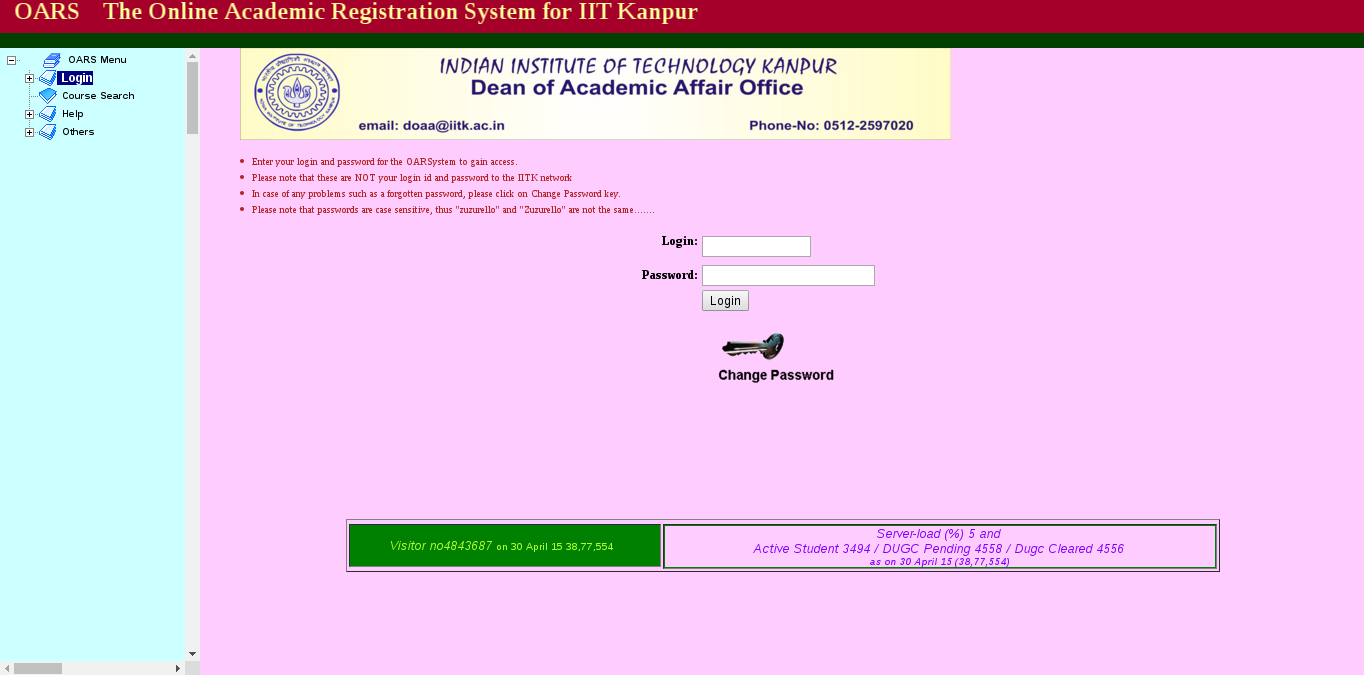 OARS The Online Academic Registration System for IIT Kanpur
OARS Menu
Login
Course Search
Help
Others
INDIAN INSTITUTE OF TECHNOLOGY KANPUR
Dean of Academic Affair Office
email: doaa@iitk.ac.in Phone-No: 0512-2597020
Enter your login and password for the OARSystem to gain access.
Please note that these are NOT your login id and password to the IITK network
In case of any problems such as a forgotten password, please click on Change Password key.
Please note that passwords are case sensitive, thus "zuzurello" and "Zuzurello" are not the same.......
Login:
Password:
Login
Change Password
Visitor no4843687 on 30 April 15 38,77,554
Server-load (%) 5 and
Active Student 3494 / DUGC Pending 4558 / Dugc Cleared 4556
as on 30 April 15 (38,77,554)